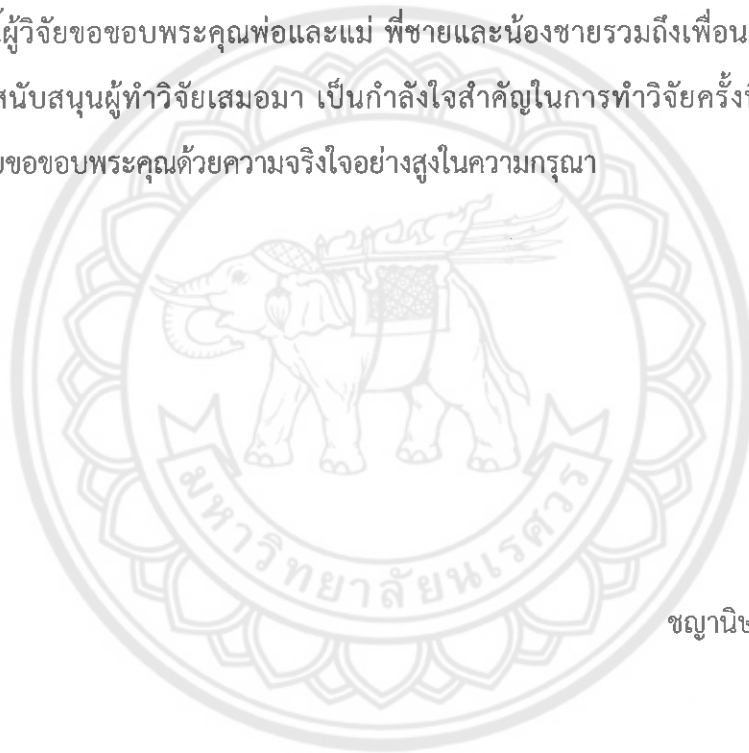 ผู้วิจัยขอขอบพระคุณพ่อและแม่ พี่ชายและน้องชายรวมถึงเพื่อน
สนับสนุนผู้ทำวิจัยเสมอมา เป็นกำลังใจสำคัญในการทำวิจัยครั้ง
ขอขอบพระคุณด้วยความจริงใจอย่างสูงในความกรุณา
มหาวิทยาลัยนเรศวร